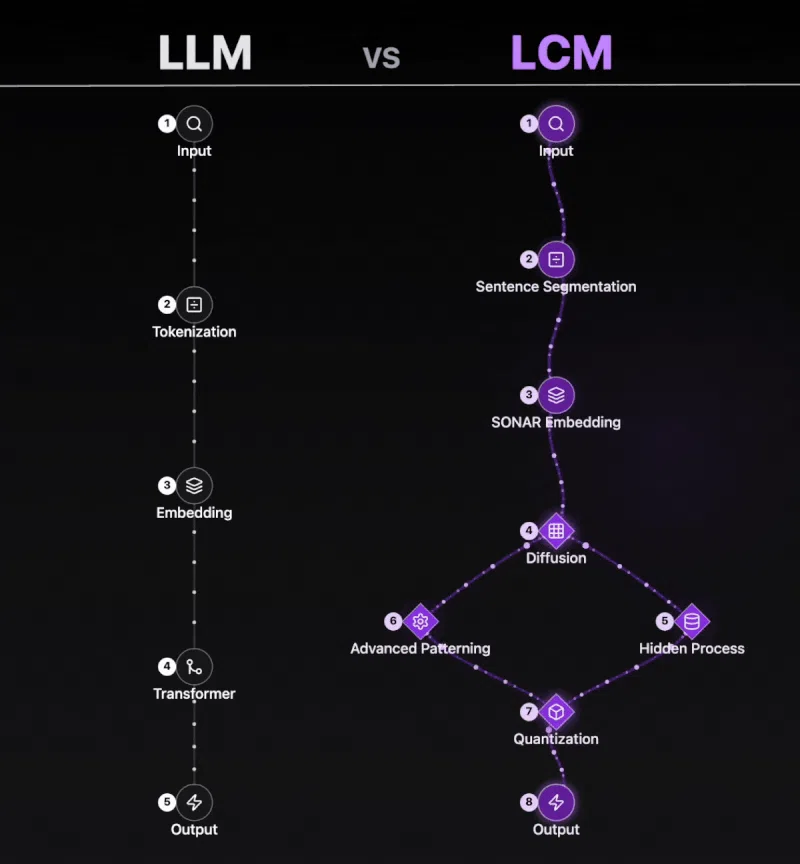 LLM vs LCM
1 Input
2 Tokenization
3 Embedding
4 Transformer
5 Output
1 Input
2 Sentence Segmentation
3 SONAR Embedding
4 Diffusion
6 Advanced Patterning
5 Hidden Process
7 Quantization
8 Output